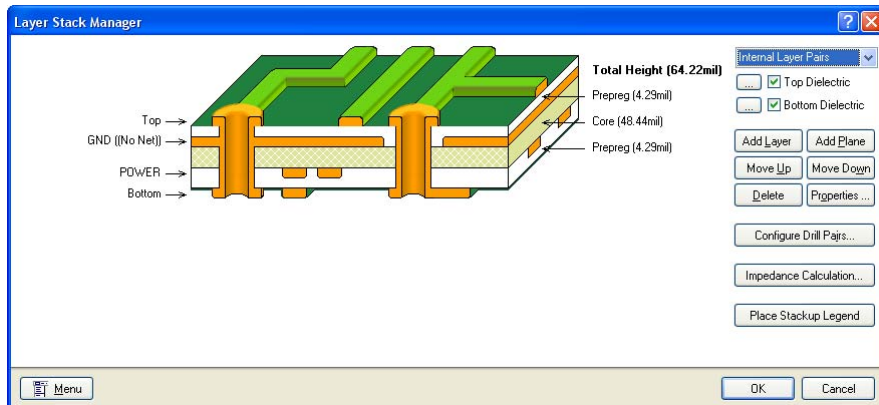 Layer Stack Manager
Internal Layer Pairs
Total Height (64.22mil)
... Top Dielectric
Prepreg (4.29mil)
... Bottom Dielectric
Top
Core (48.44mil)
GND ((No Net)
Add Layer Add Plane
Prepreg (4.29mil)
POWER
Move Up Move Down
Bottom
Delete Properties ...
Configure Drill Pairs...
Impedance Calculation...
Place Stackup Legend
Menu
OK Cancel